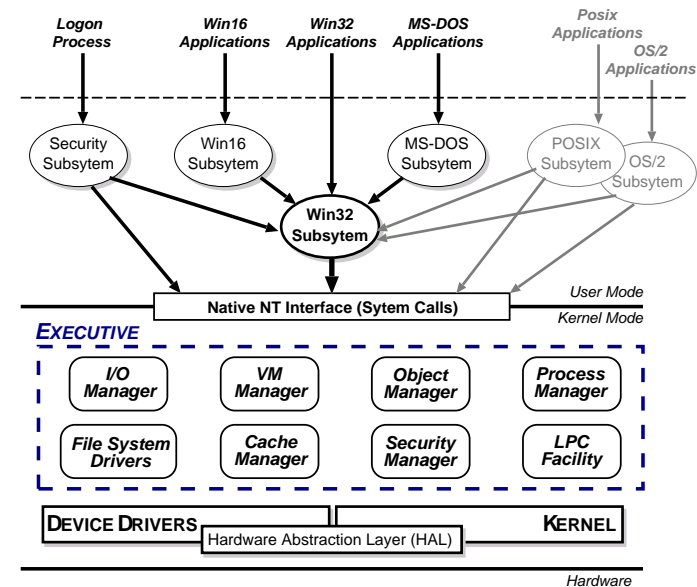 Logon
Process
Win16
Applications
Win32
Applications
MS-DOS
Applications
Posix
Applications
OS/2
Applications
Security
Subsytem
Win16
Subsytem
MS-DOS
Subsytem
POSIX
Subsytem
OS/2
Subsytem
Win32
Subsytem
Native NT Interface (Sytem Calls)
User Mode
Kernel Mode
EXECUTIVE
I/O
Manager
VM
Manager
Object
Manager
Process
Manager
File System
Drivers
Cache
Manager
Security
Manager
LPC
Facility
DEVICE DRIVERS
KERNEL
Hardware Abstraction Layer (HAL)
Hardware